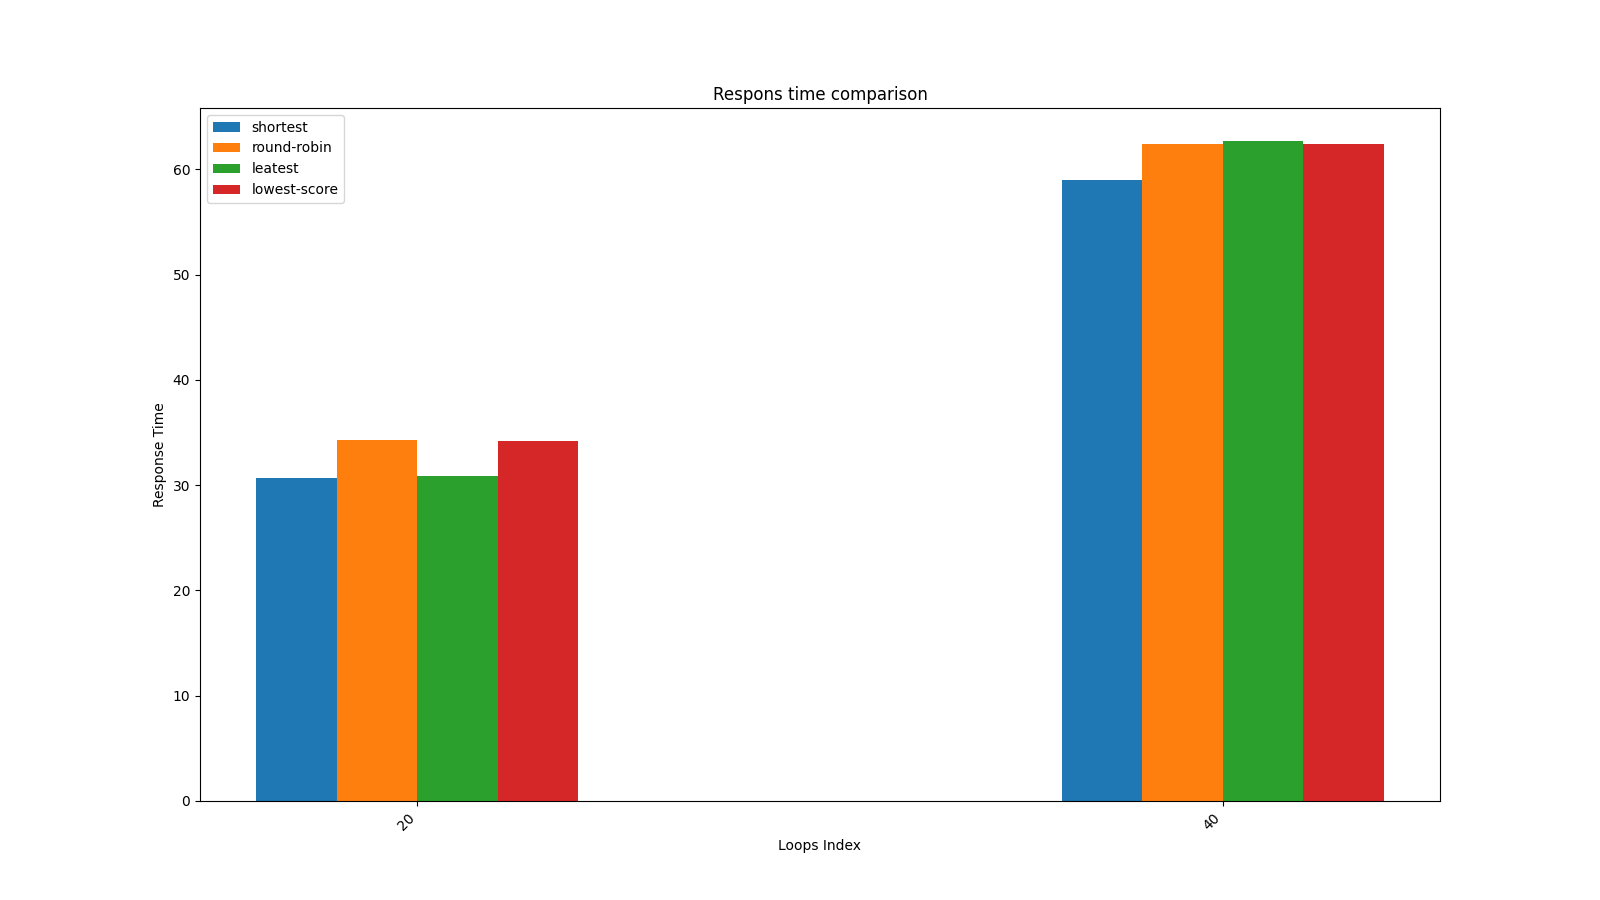 Respons time comparison
shortest
round-robin
leatest
lowest-score
Response Time
60
50
40
30
20
10
0
20
40
Loops Index